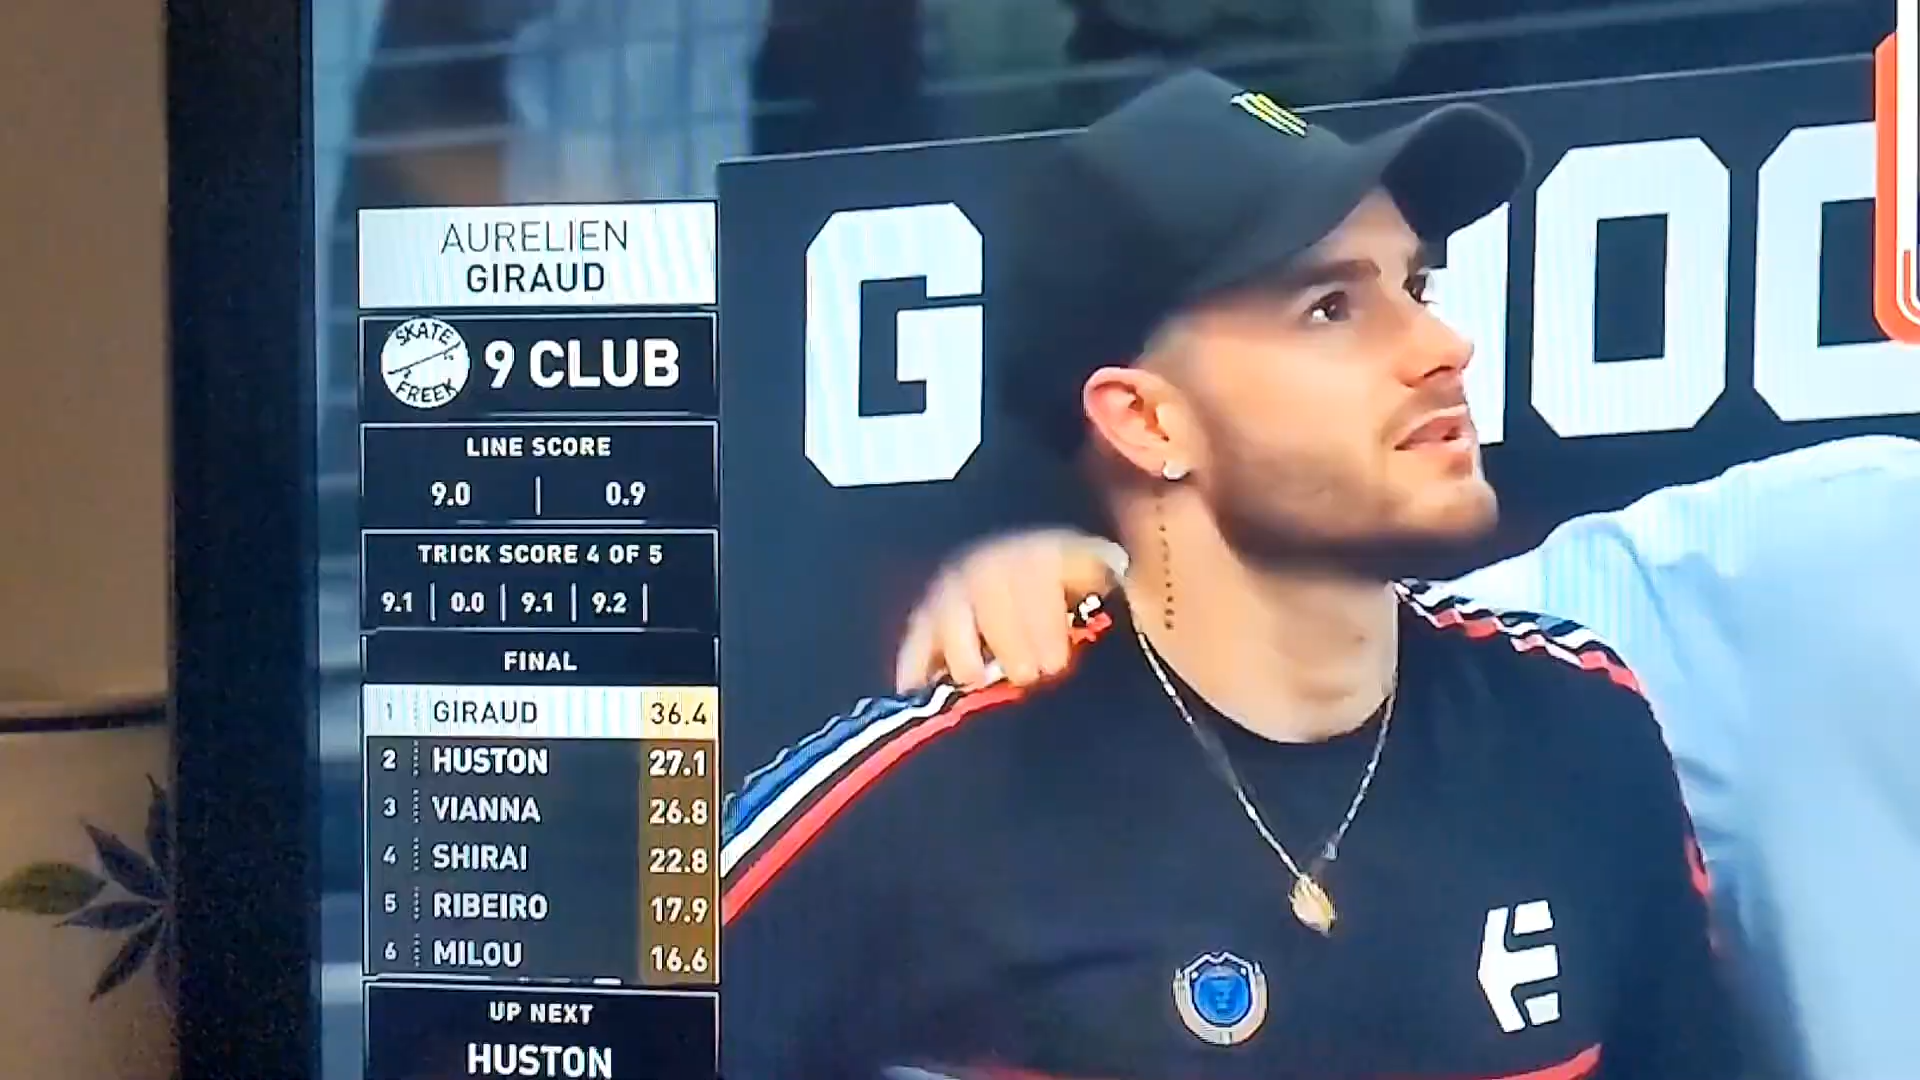 AURELIEN
GIRAUD
SKATE
FREEK
9 CLUB
LINE SCORE
9.0 | 0.9
TRICK SCORE 4 OF 5
9.1 | 0.0 | 9.1 | 9.2 |
FINAL
1 GIRAUD 36.4
2 HUSTON 27.1
3 VIANNA 26.8
4 SHIRAI 22.8
5 RIBEIRO 17.9
6 MILOU 16.6
UP NEXT
HUSTON
G